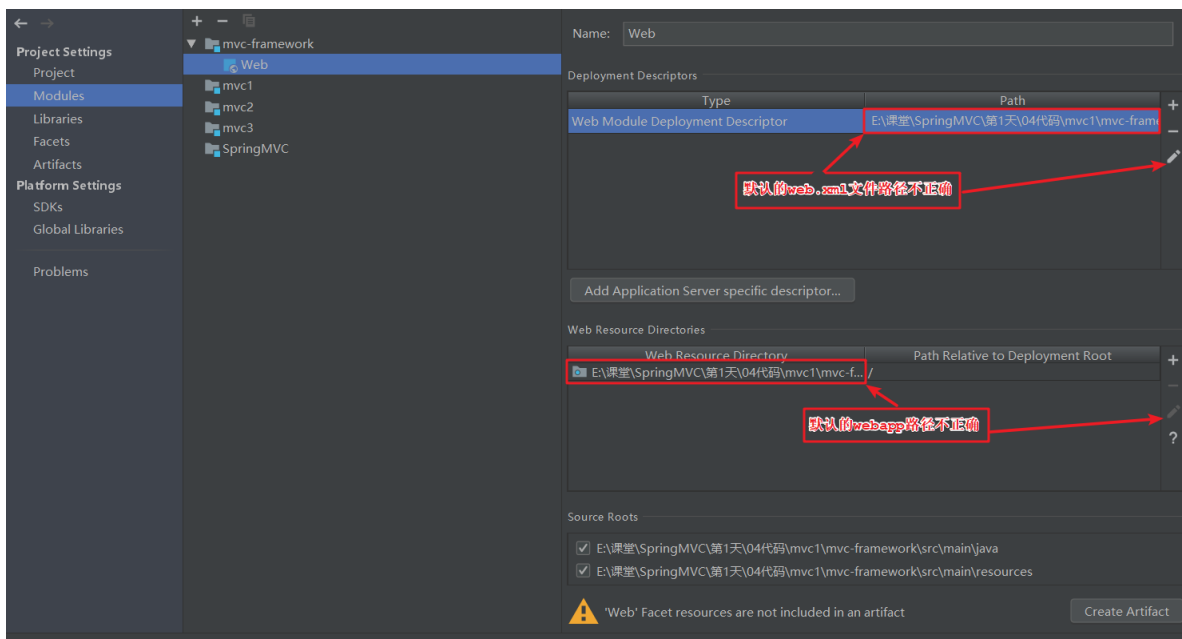 Project Settings
Project
Modules
Libraries
Facets
Artifacts
Platform Settings
SDKs
Global Libraries
Problems
mvc-framework
Web
mvc1
mvc2
mvc3
SpringMVC
Name: Web
Deployment Descriptors
Type Path
Web Module Deployment Descriptor E:\课堂\SpringMVC\第1天\04代码\mvc1\mvc-frame
默认的web.xml文件路径不正确
Add Application Server specific descriptor...
Web Resource Directories
Web Resource Directory Path Relative to Deployment Root
E:\课堂\SpringMVC\第1天\04代码\mvc1\mvc-f... /
默认的webapp路径不正确
?
Source Roots
E:\课堂\SpringMVC\第1天\04代码\mvc1\mvc-framework\src\main\java
E:\课堂\SpringMVC\第1天\04代码\mvc1\mvc-framework\src\main\resources
'Web' Facet resources are not included in an artifact
Create Artifact